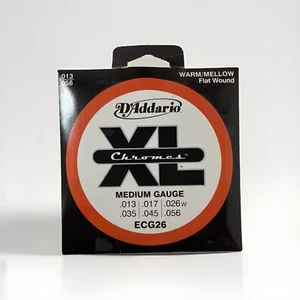 .013
.056
WARM/MELLOW
Flat Wound
D'Addario
XL
Chromes
MEDIUM GAUGE
.013 .017 .026w
.035 .045 .056
ECG26